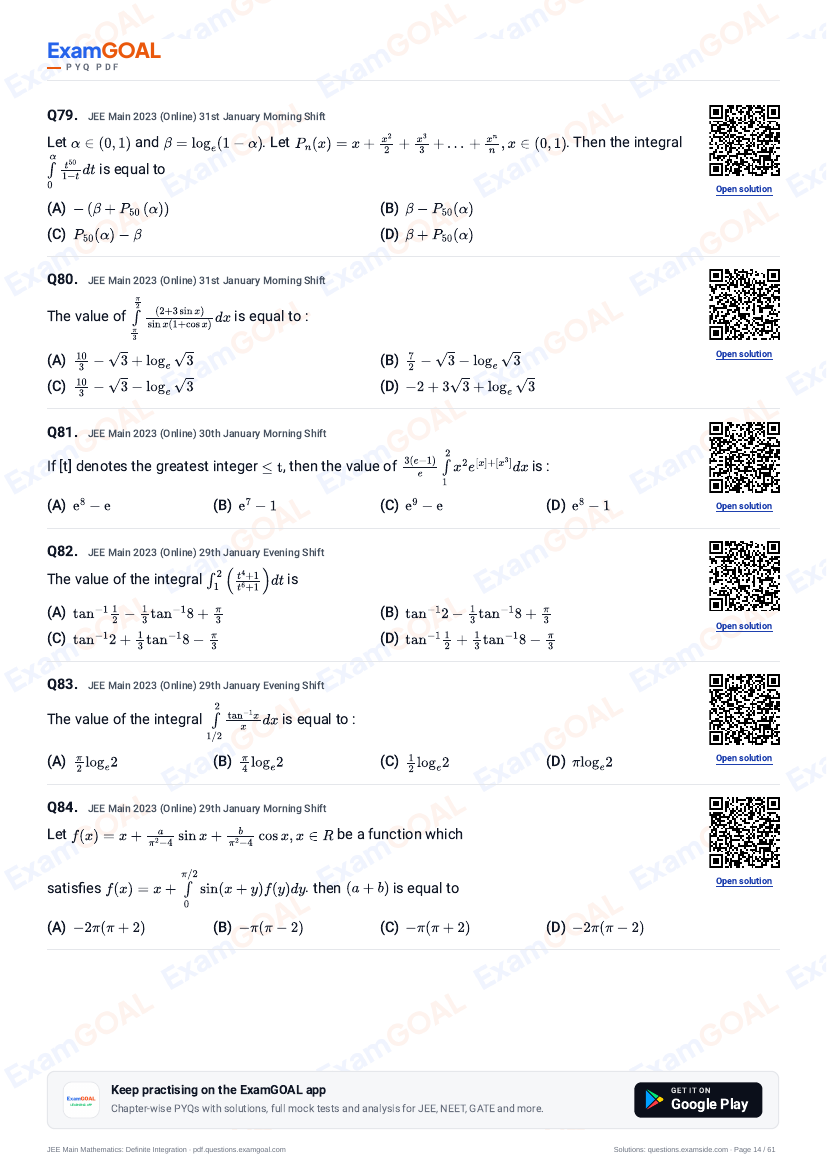 ExamGOAL
PYQ PDF
Q79. JEE Main 2023 (Online) 31st January Morning Shift
Let α ∈ (0, 1) and β = logₑ(1 − α). Let Pₙ(x) = x + x²/2 + x³/3 + … + xⁿ/n, x ∈ (0, 1). Then the integral
∫₀^α t⁵⁰/(1−t) dt is equal to
Open solution
(A) −(β + P₅₀(α)) (B) β − P₅₀(α)
(C) P₅₀(α) − β (D) β + P₅₀(α)
Q80. JEE Main 2023 (Online) 31st January Morning Shift
The value of ∫_{π/3}^{π/2} (2+3 sin x)/(sin x(1+cos x)) dx is equal to :
Open solution
(A) 10/3 − √3 + logₑ √3 (B) 7/2 − √3 − logₑ √3
(C) 10/3 − √3 − logₑ √3 (D) −2 + 3√3 + logₑ √3
Q81. JEE Main 2023 (Online) 30th January Morning Shift
If [t] denotes the greatest integer ≤ t, then the value of 3(e−1)/e ∫₁² x²e^{[x]+[x³]}dx is :
Open solution
(A) e⁸ − e (B) e⁷ − 1 (C) e⁹ − e (D) e⁸ − 1
Q82. JEE Main 2023 (Online) 29th January Evening Shift
The value of the integral ∫₁² ((t⁴+1)/(t⁶+1)) dt is
(A) tan⁻¹ 1/2 − 1/3 tan⁻¹8 + π/3 (B) tan⁻¹2 − 1/3 tan⁻¹8 + π/3
Open solution
(C) tan⁻¹2 + 1/3 tan⁻¹8 − π/3 (D) tan⁻¹ 1/2 + 1/3 tan⁻¹8 − π/3
Q83. JEE Main 2023 (Online) 29th January Evening Shift
The value of the integral ∫_{1/2}^{2} tan⁻¹x/x dx is equal to :
Open solution
(A) π/2 logₑ2 (B) π/4 logₑ2 (C) 1/2 logₑ2 (D) πlogₑ2
Q84. JEE Main 2023 (Online) 29th January Morning Shift
Let f(x) = x + a/(π²−4) sin x + b/(π²−4) cos x, x ∈ R be a function which
Open solution
satisfies f(x) = x + ∫₀^{π/2} sin(x + y)f(y)dy. then (a + b) is equal to
(A) −2π(π + 2) (B) −π(π − 2) (C) −π(π + 2) (D) −2π(π − 2)
Keep practising on the ExamGOAL app
Chapter-wise PYQs with solutions, full mock tests and analysis for JEE, NEET, GATE and more.
GET IT ON
Google Play
JEE Main Mathematics: Definite Integration · pdf.questions.examgoal.com
Solutions: questions.examside.com · Page 14 / 61